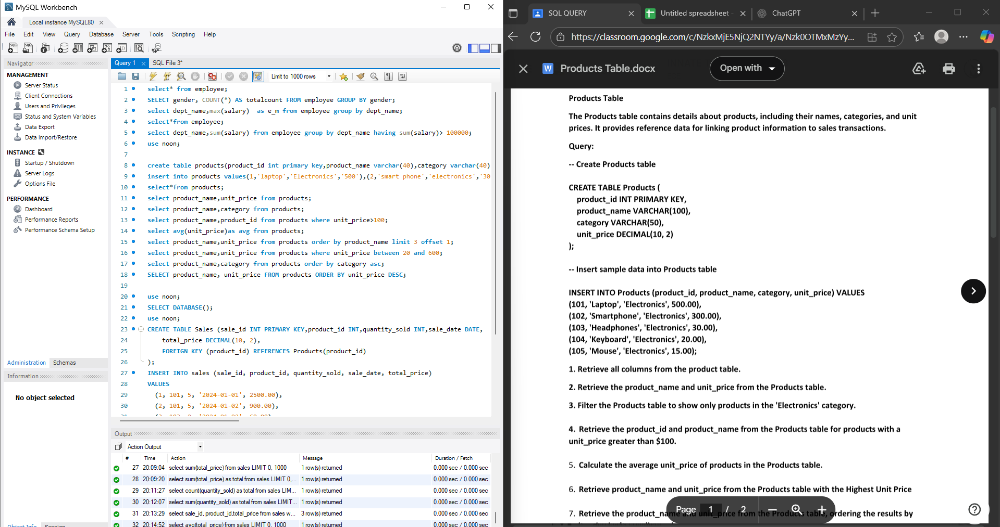 MySQL Workbench
Local instance MySQL80
File Edit View Query Database Server Tools Scripting Help
Navigator
MANAGEMENT
Server Status
Client Connections
Users and Privileges
Status and System Variables
Data Export
Data Import/Restore
INSTANCE
Startup / Shutdown
Server Logs
Options File
PERFORMANCE
Dashboard
Performance Reports
Performance Schema Setup
Administration Schemas
Information
No object selected
Object Info Session
Query 1 SQL File 3*
Limit to 1000 rows
1 select* from employee;
2 SELECT gender, COUNT(*) AS totalcount FROM employee GROUP BY gender;
3 select dept_name,max(salary)  as e_m from employee group by dept_name;
4 select*from employee;
5 select dept_name,sum(salary) from employee group by dept_name having sum(salary)> 100000;
6 use noon;
7
8 create table products(product_id int primary key,product_name varchar(40),category varchar(40)
9 insert into products values(1,'laptop','Electronics','500'),(2,'smart phone','electronics','30
10 select*from products;
11 select product_name,unit_price from products;
12 select product_name,category from products;
13 select product_name,product_id from products where unit_price>100;
14 select avg(unit_price)as avg from products;
15 select product_name,unit_price from products order by product_name limit 3 offset 1;
16 select product_name,unit_price from products where unit_price between 20 and 600;
17 select product_name,category from products order by category asc;
18 SELECT product_name, unit_price FROM products ORDER BY unit_price DESC;
19
20 use noon;
21 SELECT DATABASE();
22 use noon;
23 CREATE TABLE Sales (sale_id INT PRIMARY KEY,product_id INT,quantity_sold INT,sale_date DATE,
24 total_price DECIMAL(10, 2),
25 FOREIGN KEY (product_id) REFERENCES Products(product_id)
26 );
27 INSERT INTO sales (sale_id, product_id, quantity_sold, sale_date, total_price)
28 VALUES
29 (1, 101, 5, '2024-01-01', 2500.00),
30 (2, 101, 5, '2024-01-02', 900.00),
Output
Action Output
# Time Action Message Duration / Fetch
27 20:09:04 select sum(total_price) from sales LIMIT 0, 1000 1 row(s) returned 0.000 sec / 0.000 sec
28 20:09:20 select sum(total_price) as total from sales LIMIT 0,... 1 row(s) returned 0.000 sec / 0.000 sec
29 20:11:27 select count(quantity_sold) as total from sales LIM... 1 row(s) returned 0.000 sec / 0.000 sec
30 20:12:07 select sum(quantity_sold) as total from sales LIMIT... 1 row(s) returned 0.000 sec / 0.000 sec
31 20:13:29 select sale_id, product_id,total_price from sales w... 3 row(s) returned 0.000 sec / 0.000 sec
32 20:14:52 select avg(total_price) from sales LIMIT 0, 1000 1 row(s) returned 0.000 sec / 0.000 sec
SQL QUERY Untitled spreadsheet - ChatGPT
https://classroom.google.com/c/NzkxMjE5NjQ2NTYy/a/Nzk0OTMxMzYy...
W Products Table.docx Open with
Products Table
The Products table contains details about products, including their names, categories, and unit
prices. It provides reference data for linking product information to sales transactions.
Query:
-- Create Products table
CREATE TABLE Products (
product_id INT PRIMARY KEY,
product_name VARCHAR(100),
category VARCHAR(50),
unit_price DECIMAL(10, 2)
);
-- Insert sample data into Products table
INSERT INTO Products (product_id, product_name, category, unit_price) VALUES
(101, 'Laptop', 'Electronics', 500.00),
(102, 'Smartphone', 'Electronics', 300.00),
(103, 'Headphones', 'Electronics', 30.00),
(104, 'Keyboard', 'Electronics', 20.00),
(105, 'Mouse', 'Electronics', 15.00);
1. Retrieve all columns from the product table.
2. Retrieve the product_name and unit_price from the Products table.
3. Filter the Products table to show only products in the 'Electronics' category.
4. Retrieve the product_id and product_name from the Products table for products with a
unit_price greater than $100.
5. Calculate the average unit_price of products in the Products table.
6. Retrieve product_name and unit_price from the Products table with the Highest Unit Price
7. Retrieve the product_name and unit_price from the Products table, ordering the results by
Page 1 / 2